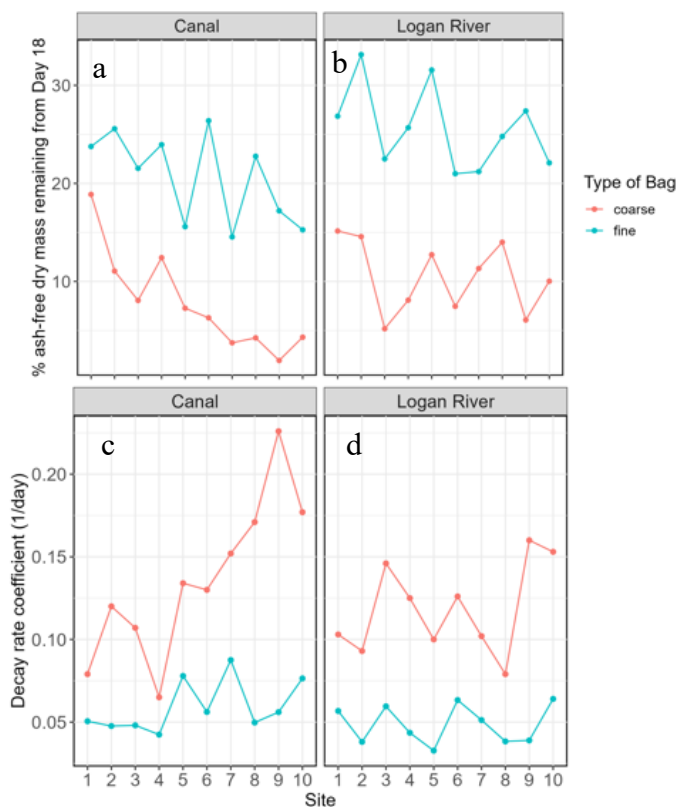 Canal
Logan River
a
b
% ash-free dry mass remaining from Day 18
30
20
10
Type of Bag
coarse
fine
Canal
Logan River
c
d
Decay rate coefficient (1/day)
0.20
0.15
0.10
0.05
1 2 3 4 5 6 7 8 9 10
1 2 3 4 5 6 7 8 9 10
Site